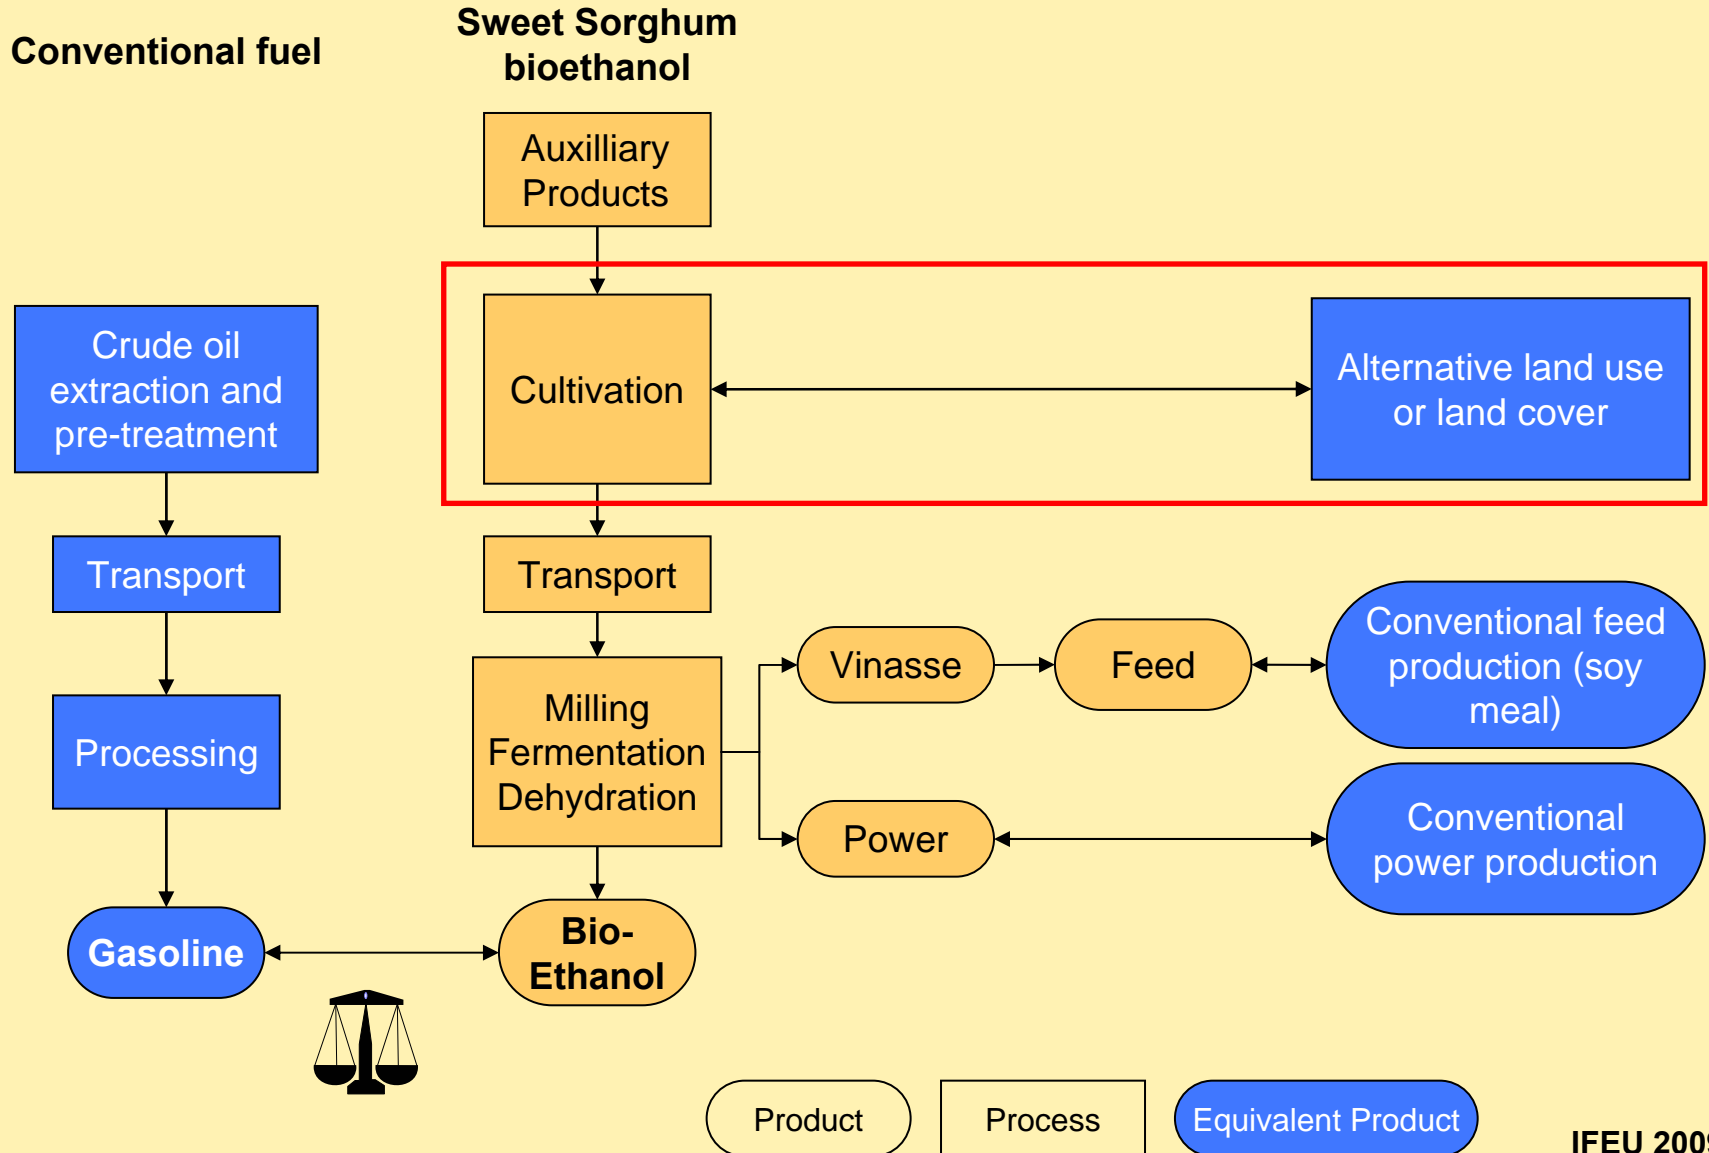 Conventional fuel
Sweet Sorghum
bioethanol
Auxilliary
Products
Crude oil
extraction and
pre-treatment
Cultivation
Alternative land use
or land cover
Transport
Transport
Processing
Milling
Fermentation
Dehydration
Vinasse
Feed
Conventional feed
production (soy
meal)
Power
Conventional
power production
Gasoline
Bio-
Ethanol
Product
Process
Equivalent Product
IFEU 2009